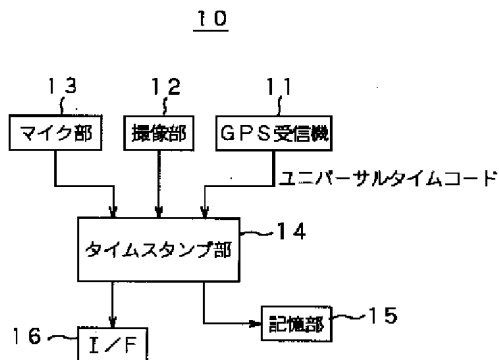 10
13
12
11
マイク部
撮像部
GPS受信機
ユニバーサルタイムコード
タイムスタンプ部
14
16
I/F
記憶部
15